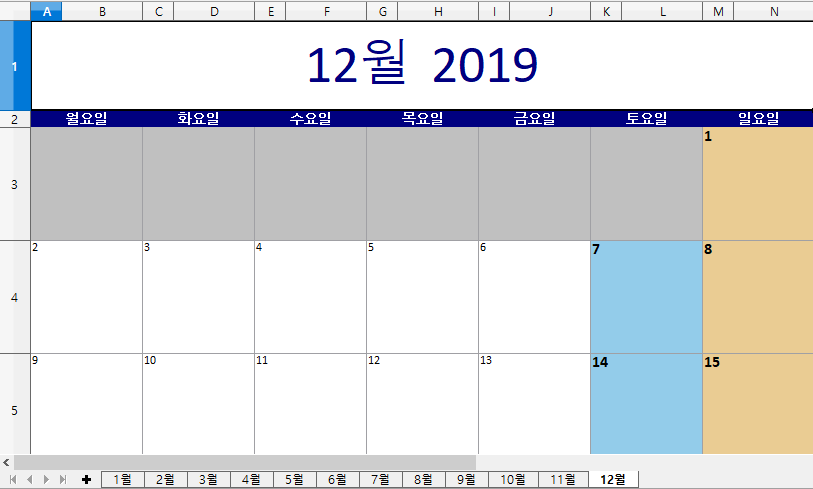 A B C D E F G H I J K L M N
1 12월 2019
2 월요일 화요일 수요일 목요일 금요일 토요일 일요일
3 1
4 2 3 4 5 6 7 8
5 9 10 11 12 13 14 15
1월 2월 3월 4월 5월 6월 7월 8월 9월 10월 11월 12월